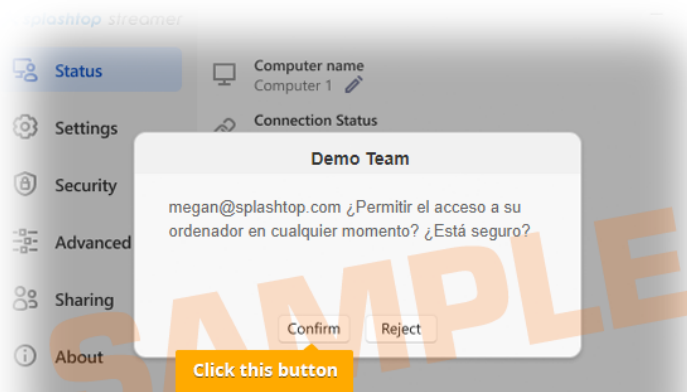 splashtop streamer
Status
Computer name
Computer 1
Settings
Connection Status
Demo Team
Security
megan@splashtop.com ¿Permitir el acceso a su
ordenador en cualquier momento? ¿Está seguro?
Advanced
Sharing
Confirm
Reject
About
Click this button
SAMPLE